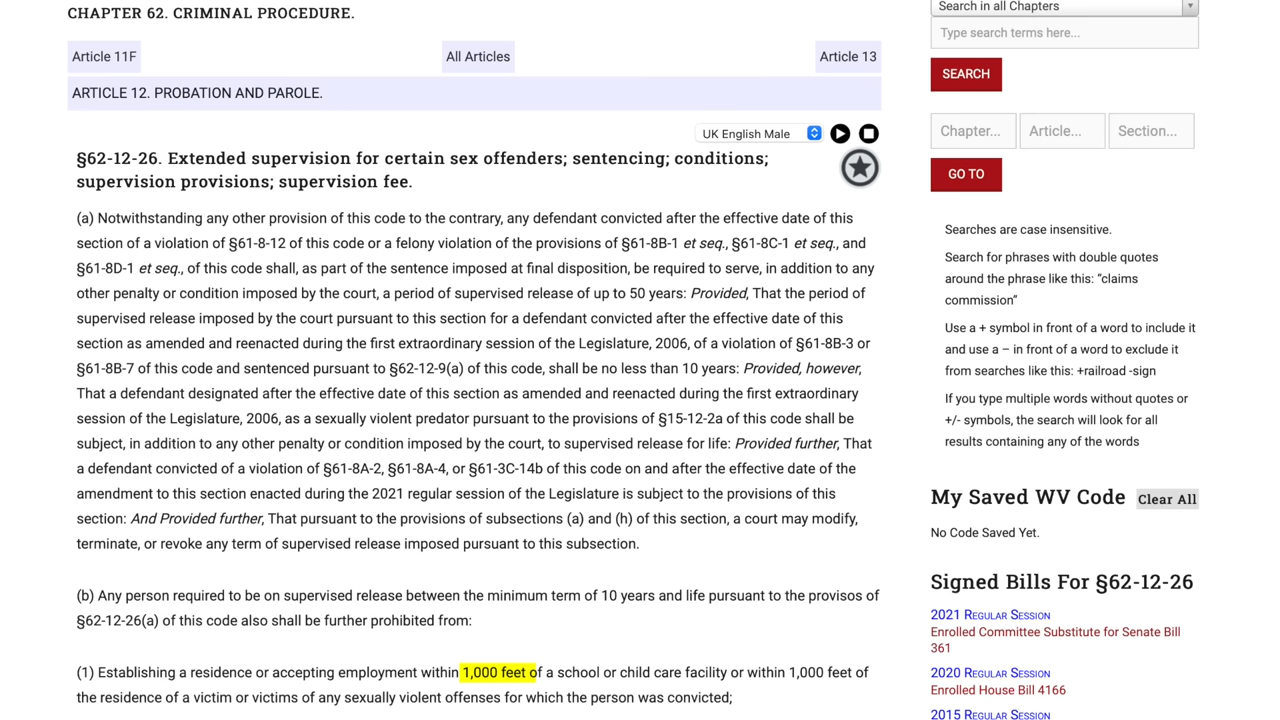 CHAPTER 62. CRIMINAL PROCEDURE.
Article 11F
All Articles
Article 13
ARTICLE 12. PROBATION AND PAROLE.
UK English Male
§62-12-26. Extended supervision for certain sex offenders; sentencing; conditions;
supervision provisions; supervision fee.
(a) Notwithstanding any other provision of this code to the contrary, any defendant convicted after the effective date of this
section of a violation of §61-8-12 of this code or a felony violation of the provisions of §61-8B-1 et seq., §61-8C-1 et seq., and
§61-8D-1 et seq., of this code shall, as part of the sentence imposed at final disposition, be required to serve, in addition to any
other penalty or condition imposed by the court, a period of supervised release of up to 50 years: Provided, That the period of
supervised release imposed by the court pursuant to this section for a defendant convicted after the effective date of this
section as amended and reenacted during the first extraordinary session of the Legislature, 2006, of a violation of §61-8B-3 or
§61-8B-7 of this code and sentenced pursuant to §62-12-9(a) of this code, shall be no less than 10 years: Provided, however,
That a defendant designated after the effective date of this section as amended and reenacted during the first extraordinary
session of the Legislature, 2006, as a sexually violent predator pursuant to the provisions of §15-12-2a of this code shall be
subject, in addition to any other penalty or condition imposed by the court, to supervised release for life: Provided further, That
a defendant convicted of a violation of §61-8A-2, §61-8A-4, or §61-3C-14b of this code on and after the effective date of the
amendment to this section enacted during the 2021 regular session of the Legislature is subject to the provisions of this
section: And Provided further, That pursuant to the provisions of subsections (a) and (h) of this section, a court may modify,
terminate, or revoke any term of supervised release imposed pursuant to this subsection.
(b) Any person required to be on supervised release between the minimum term of 10 years and life pursuant to the provisos of
§62-12-26(a) of this code also shall be further prohibited from:
(1) Establishing a residence or accepting employment within 1,000 feet of a school or child care facility or within 1,000 feet of
the residence of a victim or victims of any sexually violent offenses for which the person was convicted;
Search in all Chapters
Type search terms here...
SEARCH
Chapter...
Article...
Section...
GO TO
Searches are case insensitive.
Search for phrases with double quotes
around the phrase like this: “claims
commission”
Use a + symbol in front of a word to include it
and use a – in front of a word to exclude it
from searches like this: +railroad -sign
If you type multiple words without quotes or
+/- symbols, the search will look for all
results containing any of the words
My Saved WV Code
Clear All
No Code Saved Yet.
Signed Bills For §62-12-26
2021 Regular Session
Enrolled Committee Substitute for Senate Bill
361
2020 Regular Session
Enrolled House Bill 4166
2015 Regular Session